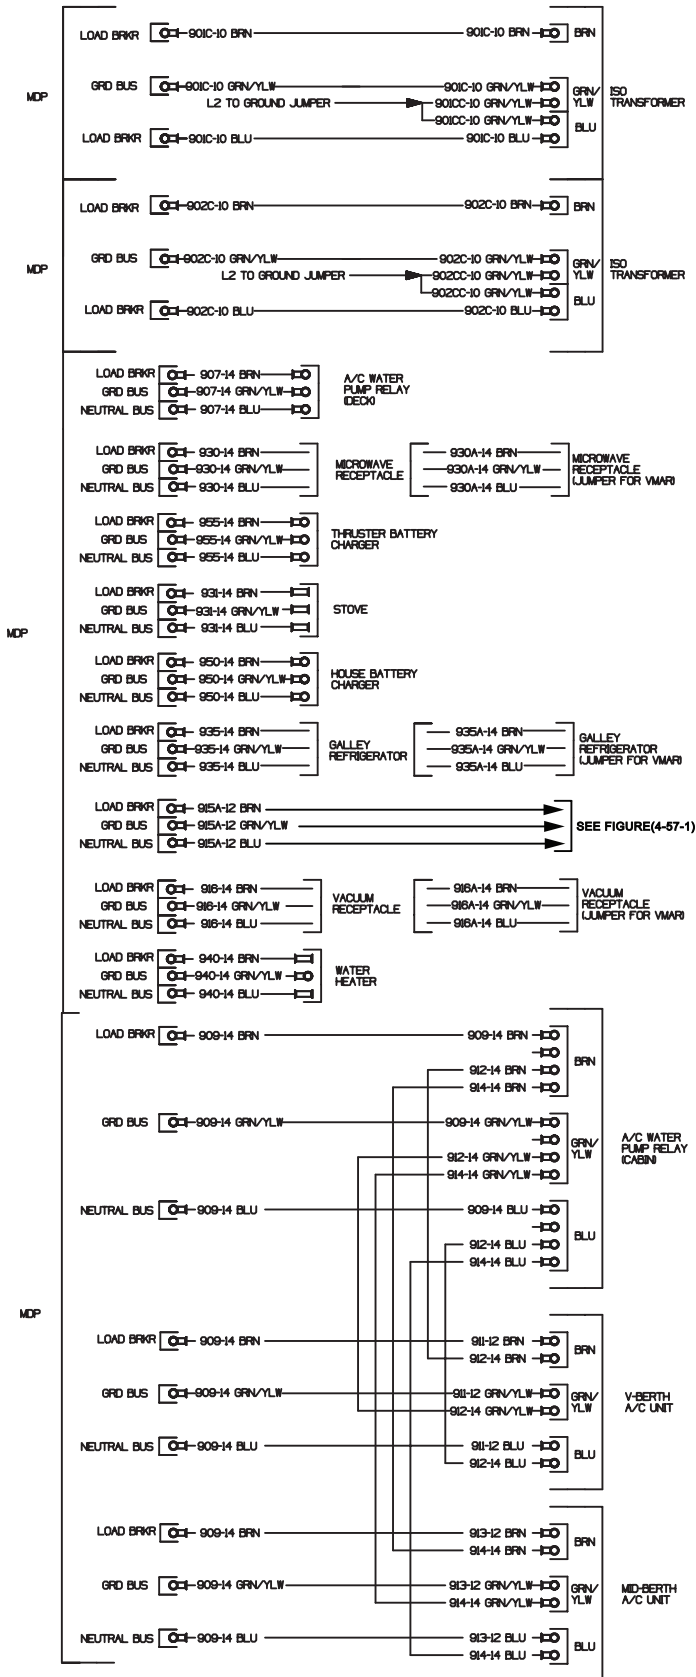 LOAD BRKR 901C-10 BRN 901C-10 BRN BRN
GRD BUS 901C-10 GRN/YLW 901C-10 GRN/YLW GRN/
MDP L2 TO GROUND JUMPER 901CC-10 GRN/YLW YLW ISO
901CC-10 GRN/YLW TRANSFORMER
LOAD BRKR 901C-10 BLU 901C-10 BLU BLU
LOAD BRKR 902C-10 BRN 902C-10 BRN BRN
GRD BUS 902C-10 GRN/YLW 902C-10 GRN/YLW GRN/
MDP L2 TO GROUND JUMPER 902CC-10 GRN/YLW YLW ISO
902CC-10 GRN/YLW TRANSFORMER
LOAD BRKR 902C-10 BLU 902C-10 BLU BLU
LOAD BRKR 907-14 BRN A/C WATER
GRD BUS 907-14 GRN/YLW PUMP RELAY
NEUTRAL BUS 907-14 BLU (DECK)
LOAD BRKR 930-14 BRN 930A-14 BRN MICROWAVE
GRD BUS 930-14 GRN/YLW MICROWAVE 930A-14 GRN/YLW RECEPTACLE
NEUTRAL BUS 930-14 BLU RECEPTACLE 930A-14 BLU (JUMPER FOR VMAR)
LOAD BRKR 955-14 BRN THRUSTER BATTERY
GRD BUS 955-14 GRN/YLW CHARGER
NEUTRAL BUS 955-14 BLU
LOAD BRKR 931-14 BRN
GRD BUS 931-14 GRN/YLW STOVE
NEUTRAL BUS 931-14 BLU
MDP
LOAD BRKR 950-14 BRN HOUSE BATTERY
GRD BUS 950-14 GRN/YLW CHARGER
NEUTRAL BUS 950-14 BLU
LOAD BRKR 935-14 BRN 935A-14 BRN GALLEY
GRD BUS 935-14 GRN/YLW GALLEY 935A-14 GRN/YLW REFRIGERATOR
NEUTRAL BUS 935-14 BLU REFRIGERATOR 935A-14 BLU (JUMPER FOR VMAR)
LOAD BRKR 915A-12 BRN
GRD BUS 915A-12 GRN/YLW SEE FIGURE(4-57-1)
NEUTRAL BUS 915A-12 BLU
LOAD BRKR 916-14 BRN VACUUM 916A-14 BRN VACUUM
GRD BUS 916-14 GRN/YLW RECEPTACLE 916A-14 GRN/YLW RECEPTACLE
NEUTRAL BUS 916-14 BLU 916A-14 BLU (JUMPER FOR VMAR)
LOAD BRKR 940-14 BRN WATER
GRD BUS 940-14 GRN/YLW HEATER
NEUTRAL BUS 940-14 BLU
LOAD BRKR 909-14 BRN 909-14 BRN
BRN
912-14 BRN
914-14 BRN
GRD BUS 909-14 GRN/YLW 909-14 GRN/YLW
GRN/ A/C WATER
912-14 GRN/YLW YLW PUMP RELAY
914-14 GRN/YLW (CABIN)
NEUTRAL BUS 909-14 BLU 909-14 BLU
BLU
912-14 BLU
914-14 BLU
MDP
LOAD BRKR 909-14 BRN 911-12 BRN BRN
912-14 BRN
GRD BUS 909-14 GRN/YLW 911-12 GRN/YLW GRN/ V-BERTH
912-14 GRN/YLW YLW A/C UNIT
NEUTRAL BUS 909-14 BLU 911-12 BLU BLU
912-14 BLU
LOAD BRKR 909-14 BRN 913-12 BRN BRN
914-14 BRN
GRD BUS 909-14 GRN/YLW 913-12 GRN/YLW GRN/ MID-BERTH
914-14 GRN/YLW YLW A/C UNIT
NEUTRAL BUS 909-14 BLU 913-12 BLU BLU
914-14 BLU